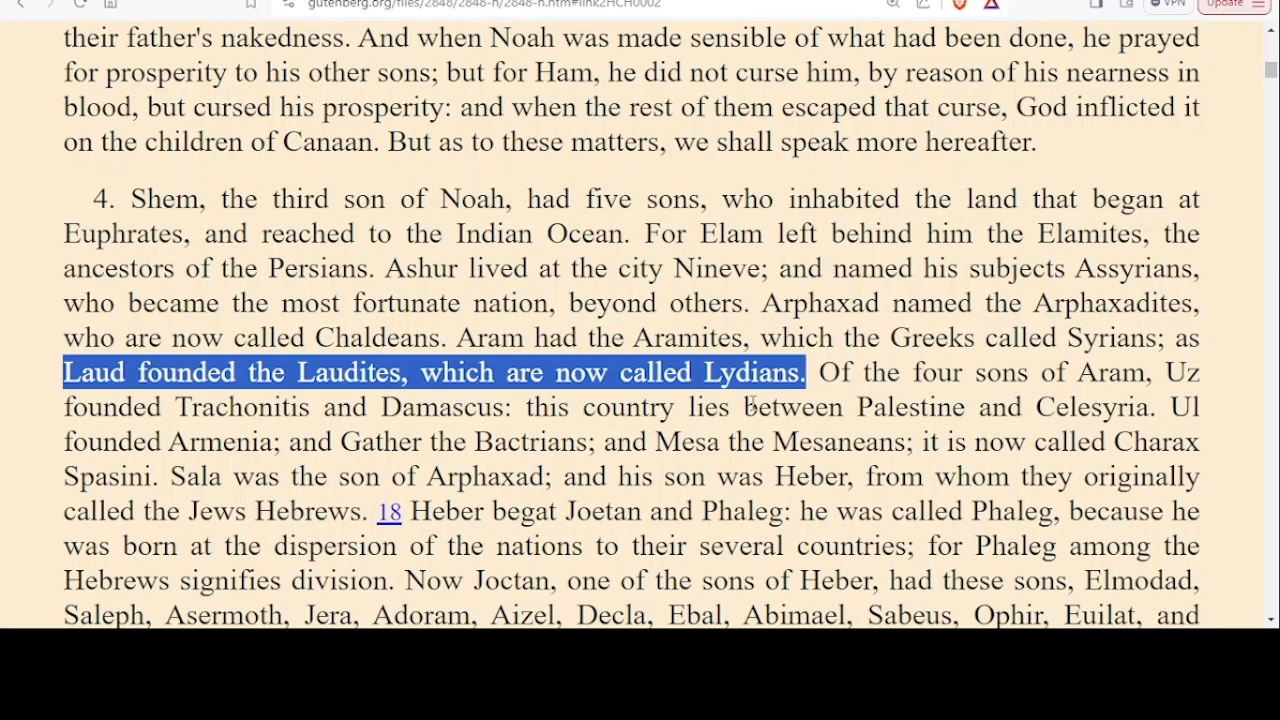 gutenberg.org/files/2848/2848-h/2848-h.htm#link2HCH0002
VPN
Update
their father's nakedness. And when Noah was made sensible of what had been done, he prayed
for prosperity to his other sons; but for Ham, he did not curse him, by reason of his nearness in
blood, but cursed his prosperity: and when the rest of them escaped that curse, God inflicted it
on the children of Canaan. But as to these matters, we shall speak more hereafter.
4. Shem, the third son of Noah, had five sons, who inhabited the land that began at
Euphrates, and reached to the Indian Ocean. For Elam left behind him the Elamites, the
ancestors of the Persians. Ashur lived at the city Nineve; and named his subjects Assyrians,
who became the most fortunate nation, beyond others. Arphaxad named the Arphaxadites,
who are now called Chaldeans. Aram had the Aramites, which the Greeks called Syrians; as
Laud founded the Laudites, which are now called Lydians. Of the four sons of Aram, Uz
founded Trachonitis and Damascus: this country lies between Palestine and Celesyria. Ul
founded Armenia; and Gather the Bactrians; and Mesa the Mesaneans; it is now called Charax
Spasini. Sala was the son of Arphaxad; and his son was Heber, from whom they originally
called the Jews Hebrews. 18 Heber begat Joetan and Phaleg: he was called Phaleg, because he
was born at the dispersion of the nations to their several countries; for Phaleg among the
Hebrews signifies division. Now Joctan, one of the sons of Heber, had these sons, Elmodad,
Saleph, Asermoth, Jera, Adoram, Aizel, Decla, Ebal, Abimael, Sabeus, Ophir, Euilat, and